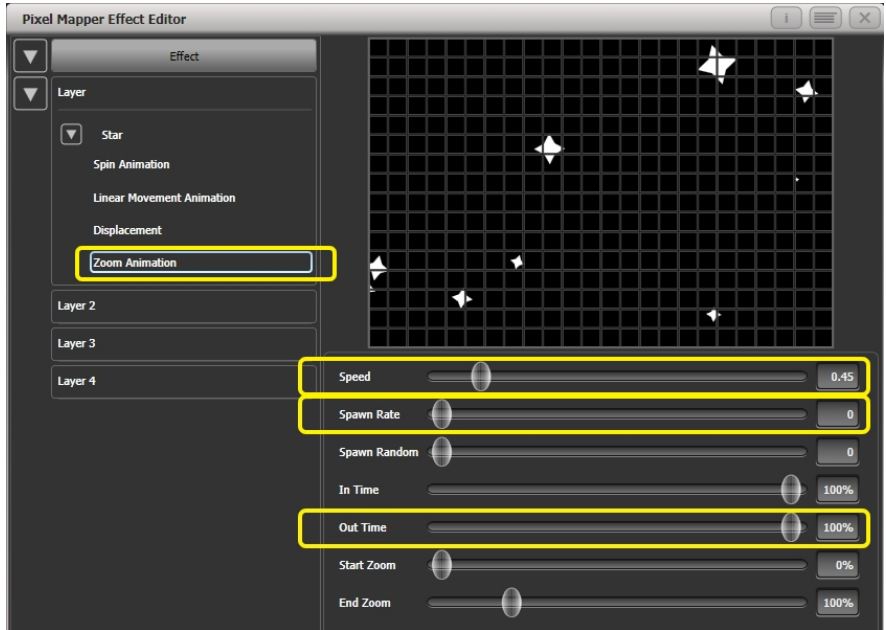 Pixel Mapper Effect Editor
i
Effect
Layer
Star
Spin Animation
Linear Movement Animation
Displacement
Zoom Animation
Layer 2
Layer 3
Layer 4
Speed 0.45
Spawn Rate 0
Spawn Random 0
In Time 100%
Out Time 100%
Start Zoom 0%
End Zoom 100%